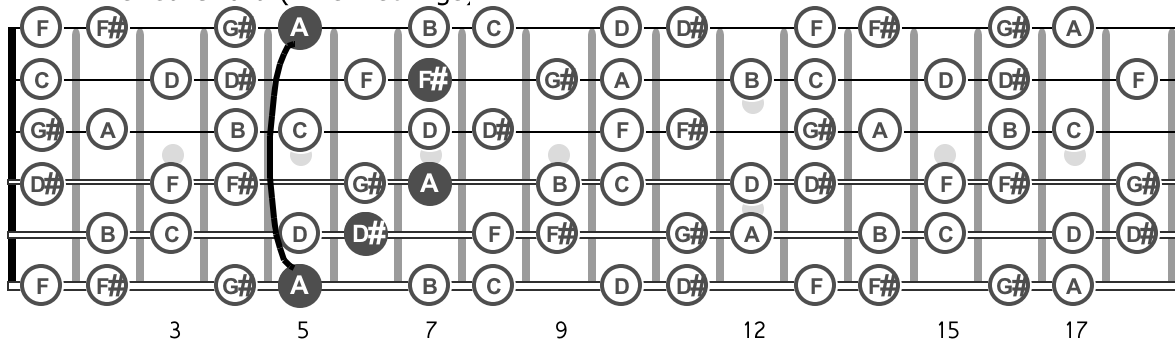 F F# G# A B C D D# F F# G# A
C D D# F F# G# A B C D D# F
G# A B C D D# F F# G# A B C
D# F F# G# A B C D D# F F# G#
B C D D# F F# G# A B C D D#
F F# G# A B C D D# F F# G# A
3 5 7 9 12 15 17